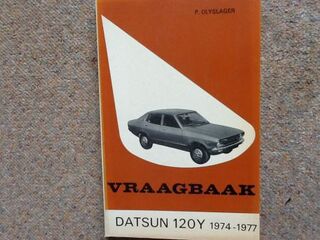 P. OLYSLAGER
VRAAGBAAK
DATSUN 120Y 1974-1977